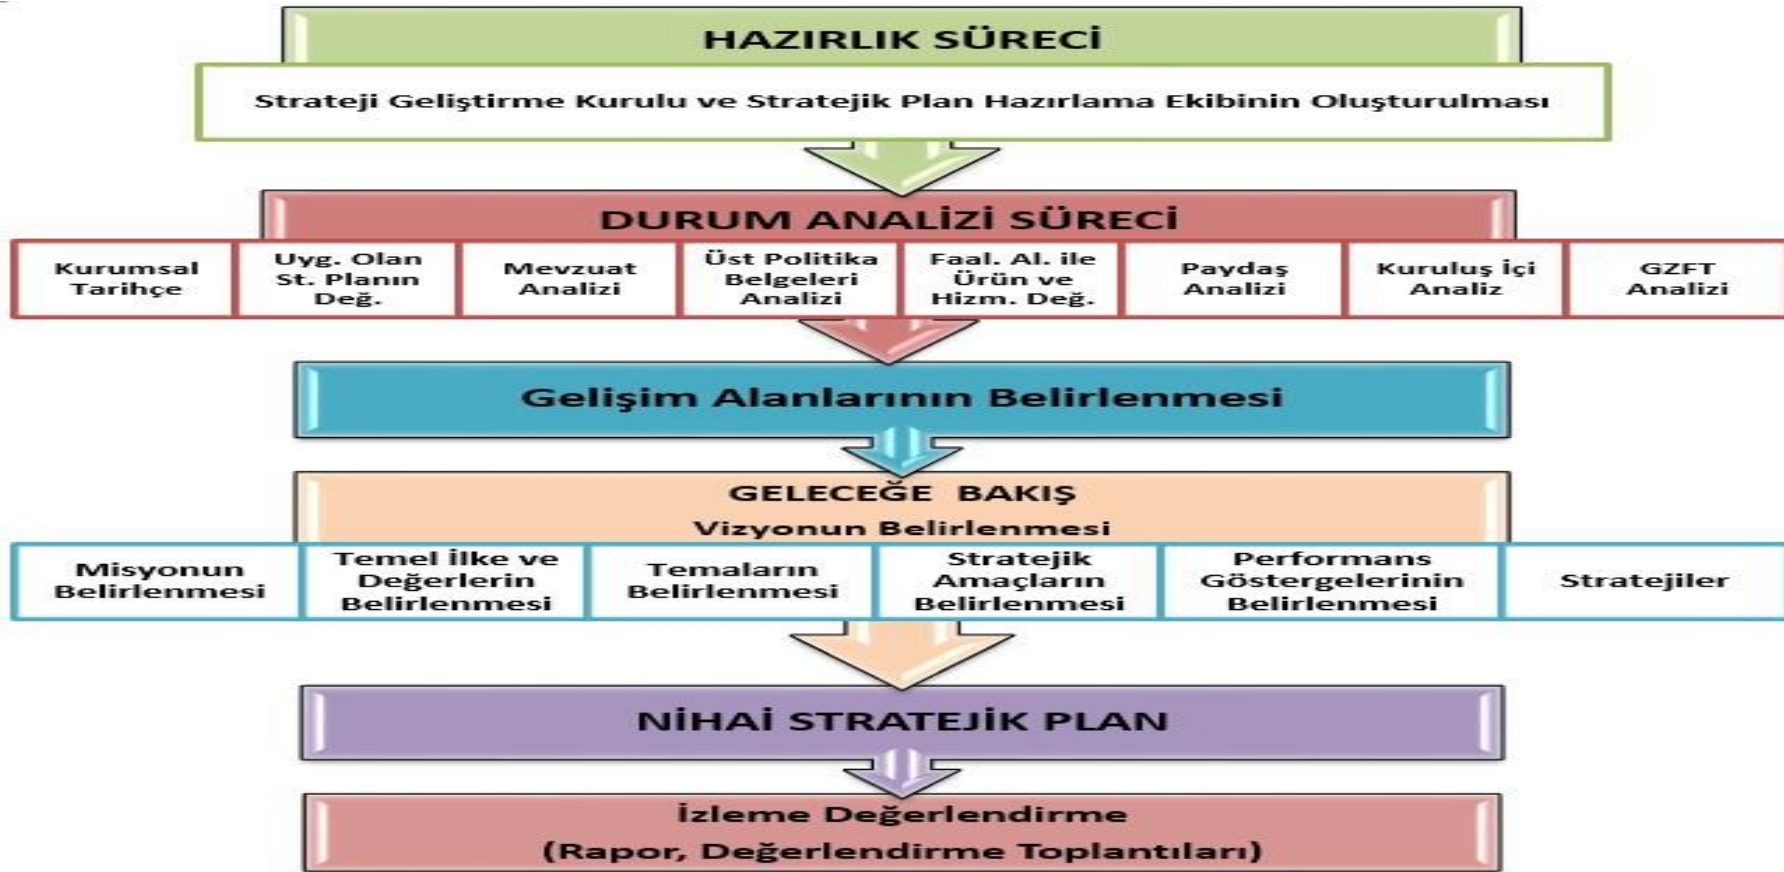 HAZIRLIK SÜRECİ
Strateji Geliştirme Kurulu ve Stratejik Plan Hazırlama Ekibinin Oluşturulması
DURUM ANALİZİ SÜRECİ
Kurumsal
Tarihçe
Uyg. Olan
St. Planın
Değ.
Mevzuat
Analizi
Üst Politika
Belgeleri
Analizi
Faal. Al. ile
Ürün ve
Hizm. Değ.
Paydaş
Analizi
Kuruluş İçi
Analiz
GZFT
Analizi
Gelişim Alanlarının Belirlenmesi
GELECEĞE BAKIŞ
Vizyonun Belirlenmesi
Misyonun
Belirlenmesi
Temel İlke ve
Değerlerin
Belirlenmesi
Temaların
Belirlenmesi
Stratejik
Amaçların
Belirlenmesi
Performans
Göstergelerinin
Belirlenmesi
Stratejiler
NİHAİ STRATEJİK PLAN
İzleme Değerlendirme
(Rapor, Değerlendirme Toplantıları)